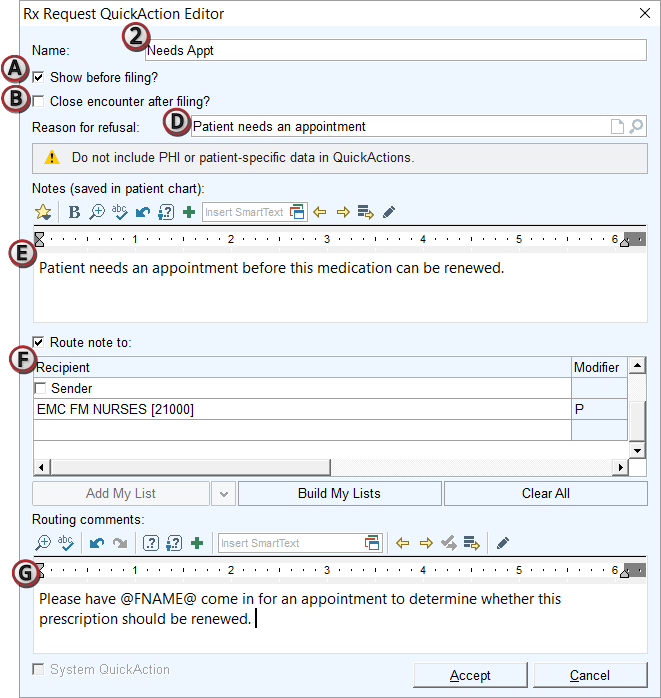 Rx Request QuickAction Editor
2
Name: Needs Appt
A
Show before filing?
B
Close encounter after filing?
D
Reason for refusal: Patient needs an appointment
Do not include PHI or patient-specific data in QuickActions.
Notes (saved in patient chart):
B abc ? Insert SmartText
1 2 3 4 5 6
E
Patient needs an appointment before this medication can be renewed.
Route note to:
F
Recipient Modifier
Sender
EMC FM NURSES [21000] P
Add My List Build My Lists Clear All
Routing comments:
abc ? ? Insert SmartText
G
1 2 3 4 5 6
Please have @FNAME@ come in for an appointment to determine whether this
prescription should be renewed.
System QuickAction Accept Cancel